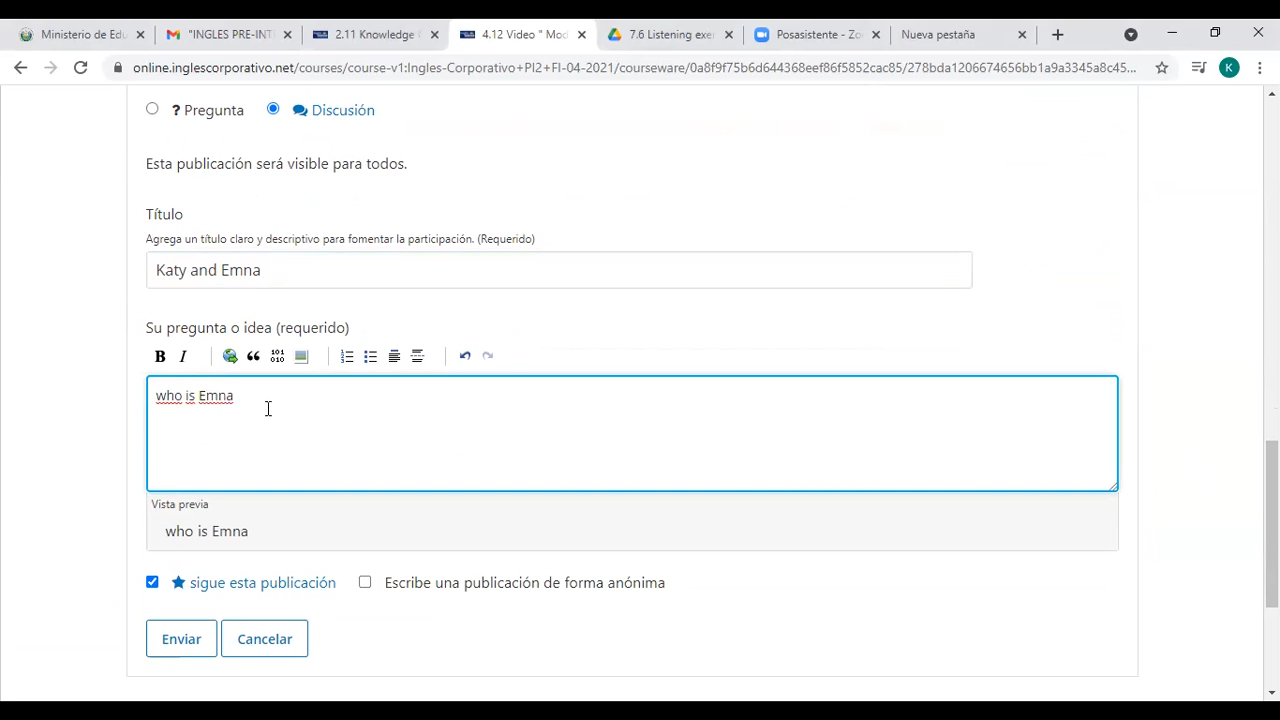 Ministerio de Edu
"INGLES PRE-INT
2.11 Knowledge
4.12 Video " Mod
7.6 Listening exe
Posasistente - Zo
Nueva pestaña
online.inglescorporativo.net/courses/course-v1:Ingles-Corporativo+PI2+FI-04-2021/courseware/0a8f9f75b6d644368eef86f5852cac85/278bda1206674656bb1a9a3345a8c45...
K
? Pregunta
Discusión
Esta publicación será visible para todos.
Título
Agrega un título claro y descriptivo para fomentar la participación. (Requerido)
Katy and Emna
Su pregunta o idea (requerido)
B I 101 010
who is Emna
Vista previa
who is Emna
sigue esta publicación
Escribe una publicación de forma anónima
Enviar
Cancelar